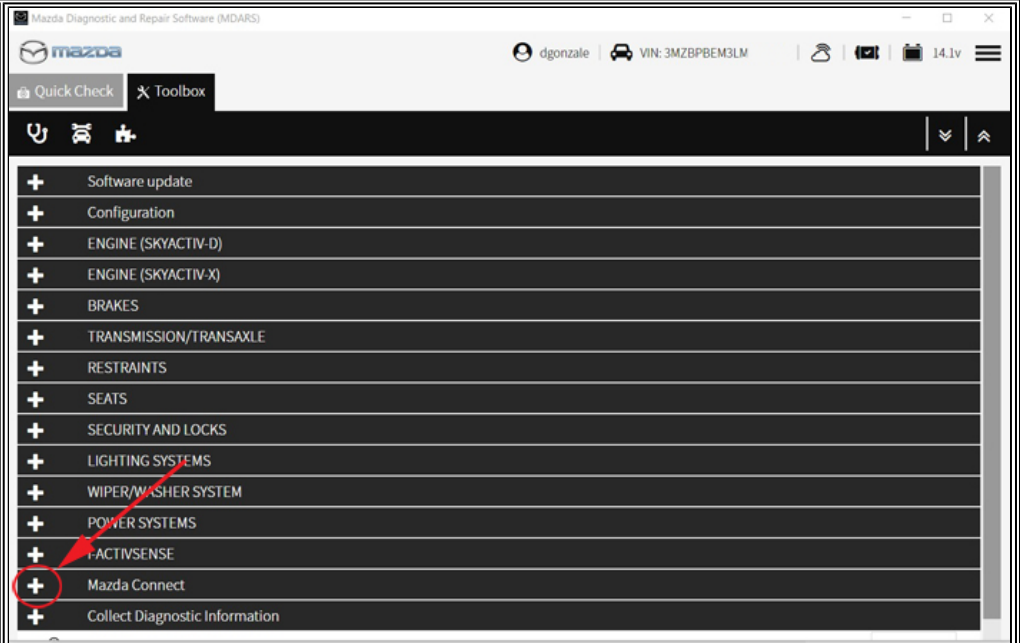 Mazda Diagnostic and Repair Software (MDARS)
mazda
dgonzale
VIN: 3MZBPBEM3LM
14.1v
Quick Check
Toolbox
Software update
Configuration
ENGINE (SKYACTIV-D)
ENGINE (SKYACTIV-X)
BRAKES
TRANSMISSION/TRANSAXLE
RESTRAINTS
SEATS
SECURITY AND LOCKS
LIGHTING SYSTEMS
WIPER/WASHER SYSTEM
POWER SYSTEMS
i-ACTIVSENSE
Mazda Connect
Collect Diagnostic Information